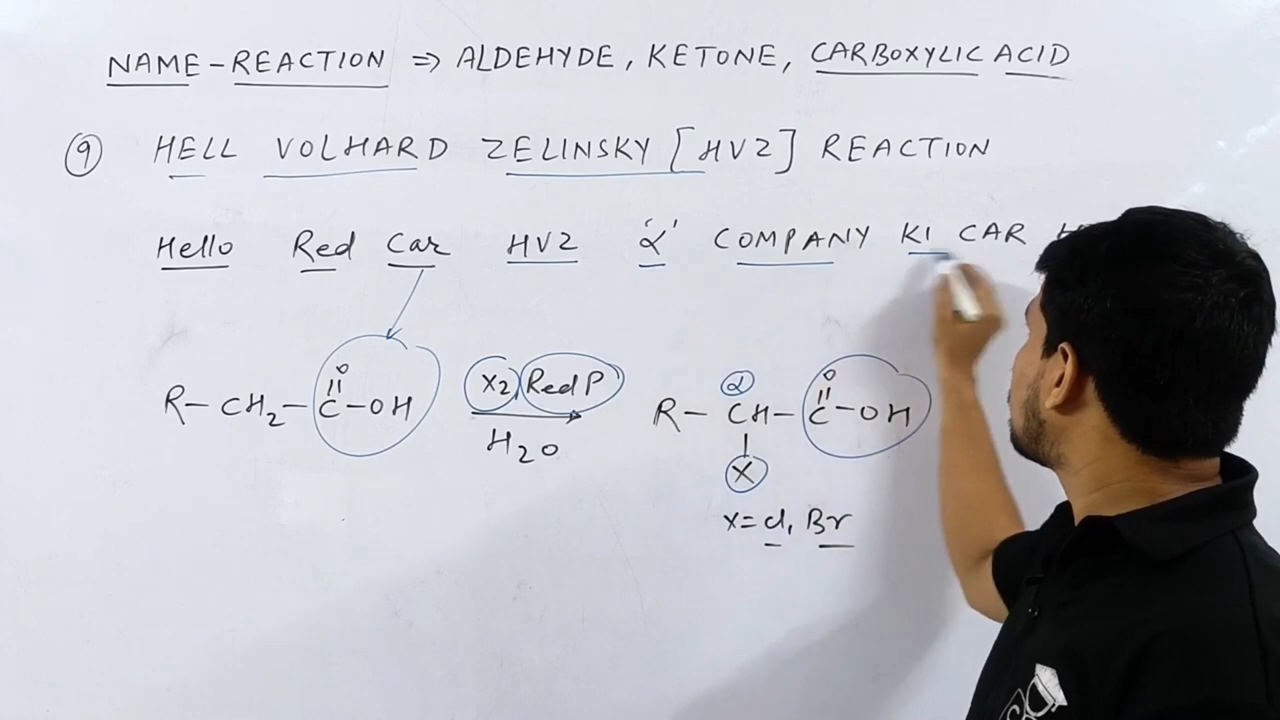 NAME-REACTION ⇒ ALDEHYDE, KETONE, CARBOXYLIC ACID
⑨ HELL VOLHARD ZELINSKY [HVZ] REACTION
Hello Red Car HVZ 'α' COMPANY KI CAR
R-CH₂-C-OH X₂, Red P R-CH-C-OH
O O
H₂O
α
X
X=Cl, Br